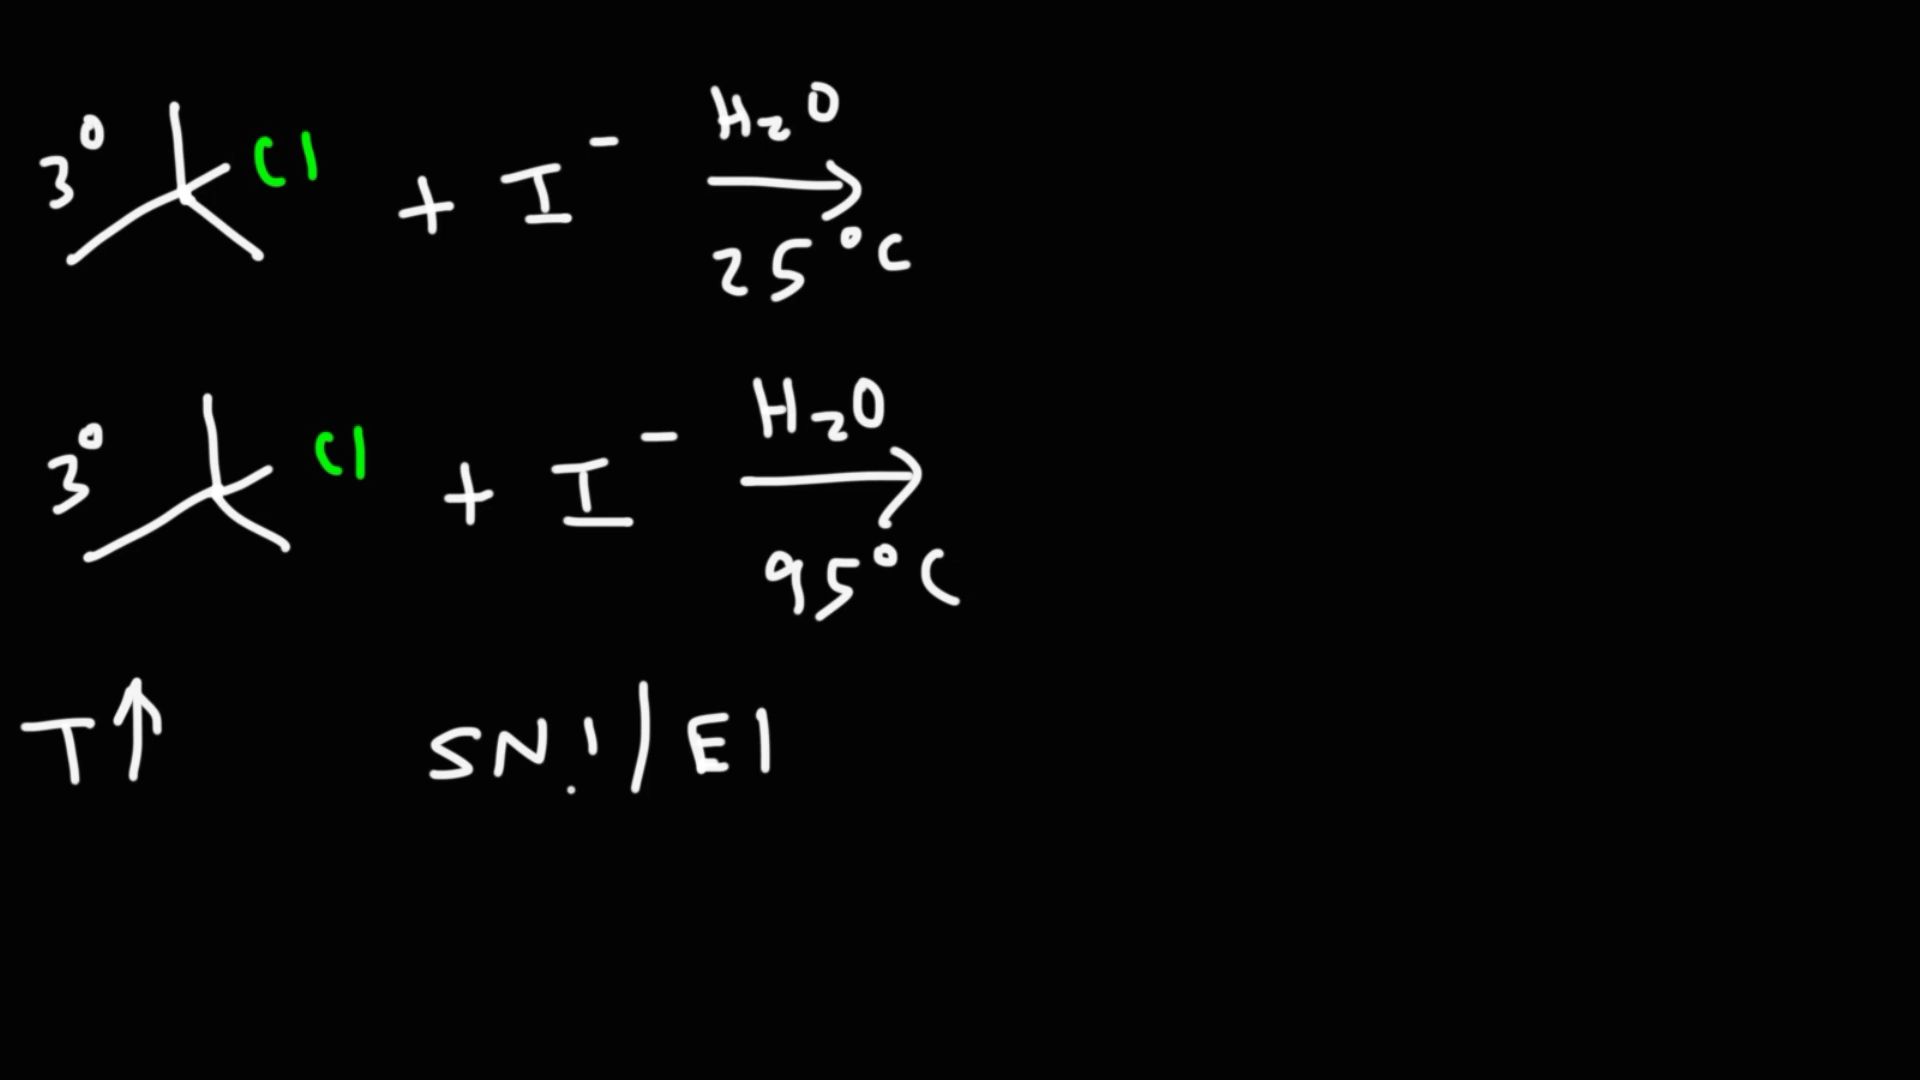 3° Cl + I⁻ H₂O
25°C
3° Cl + I⁻ H₂O
95°C
T↑ SN1/E1